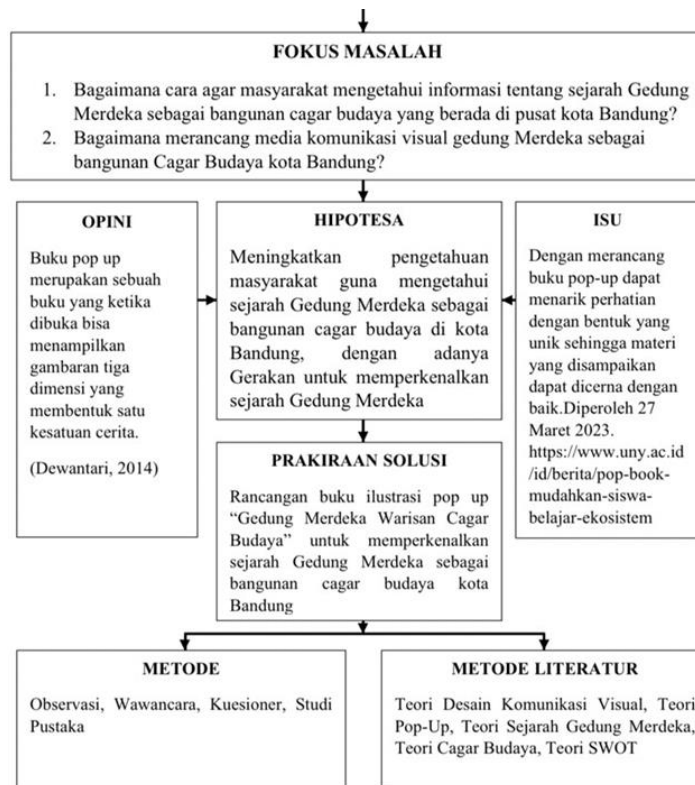 FOKUS MASALAH
1. Bagaimana cara agar masyarakat mengetahui informasi tentang sejarah Gedung
Merdeka sebagai bangunan cagar budaya yang berada di pusat kota Bandung?
2. Bagaimana merancang media komunikasi visual gedung Merdeka sebagai
bangunan Cagar Budaya kota Bandung?
OPINI
Buku pop up
merupakan sebuah
buku yang ketika
dibuka bisa
menampilkan
gambaran tiga
dimensi yang
membentuk satu
kesatuan cerita.
(Dewantari, 2014)
HIPOTESA
Meningkatkan pengetahuan
masyarakat guna mengetahui
sejarah Gedung Merdeka sebagai
bangunan cagar budaya di kota
Bandung, dengan adanya
Gerakan untuk memperkenalkan
sejarah Gedung Merdeka
ISU
Dengan merancang
buku pop-up dapat
menarik perhatian
dengan bentuk yang
unik sehingga materi
yang disampaikan
dapat dicerna dengan
baik.Diperoleh 27
Maret 2023.
https://www.uny.ac.id
/id/berita/pop-book-
mudahkan-siswa-
belajar-ekosistem
PRAKIRAAN SOLUSI
Rancangan buku ilustrasi pop up
“Gedung Merdeka Warisan Cagar
Budaya” untuk memperkenalkan
sejarah Gedung Merdeka sebagai
bangunan cagar budaya kota
Bandung
METODE
Observasi, Wawancara, Kuesioner, Studi
Pustaka
METODE LITERATUR
Teori Desain Komunikasi Visual, Teori
Pop-Up, Teori Sejarah Gedung Merdeka,
Teori Cagar Budaya, Teori SWOT